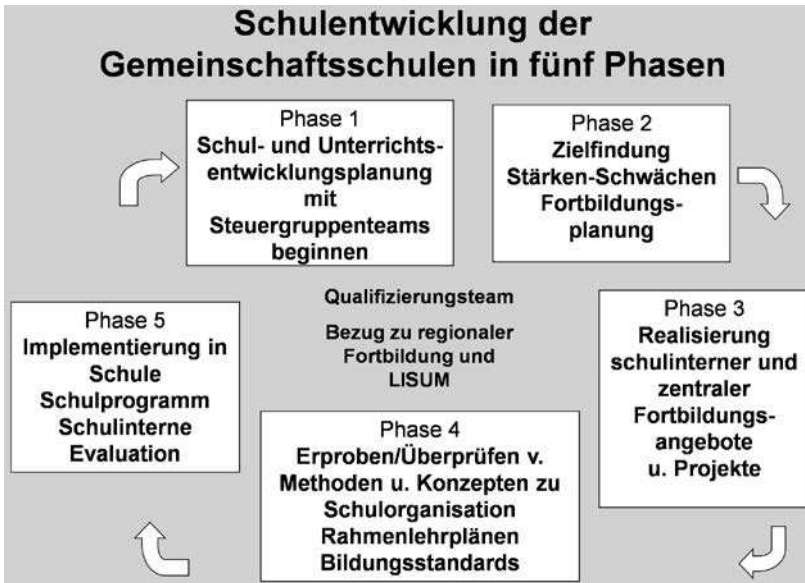 Schulentwicklung der
Gemeinschaftsschulen in fünf Phasen
Phase 1
Schul- und Unterrichts-
entwicklungsplanung
mit
Steuergruppenteams
beginnen
Phase 2
Zielfindung
Stärken-Schwächen
Fortbildungs-
planung
Phase 3
Realisierung
schulinterner und
zentraler
Fortbildungs-
angebote
u. Projekte
Phase 4
Erproben/Überprüfen v.
Methoden u. Konzepten zu
Schulorganisation
Rahmenlehrplänen
Bildungsstandards
Phase 5
Implementierung in
Schule
Schulprogramm
Schulinterne
Evaluation
Qualifizierungsteam
Bezug zu regionaler
Fortbildung und
LISUM